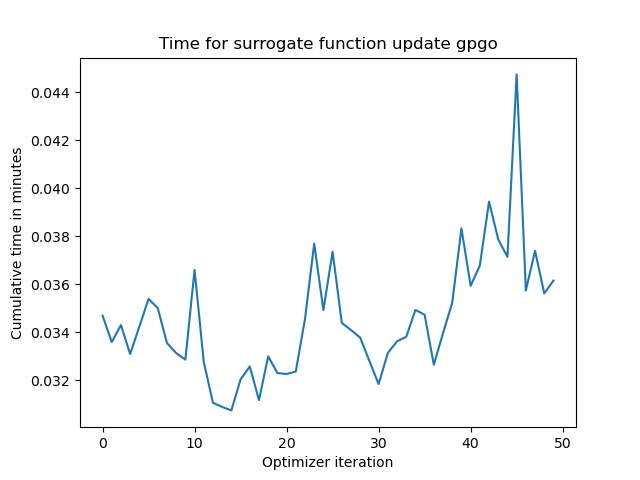 Time for surrogate function update gpgo
Cumulative time in minutes
0.044
0.042
0.040
0.038
0.036
0.034
0.032
0 10 20 30 40 50
Optimizer iteration